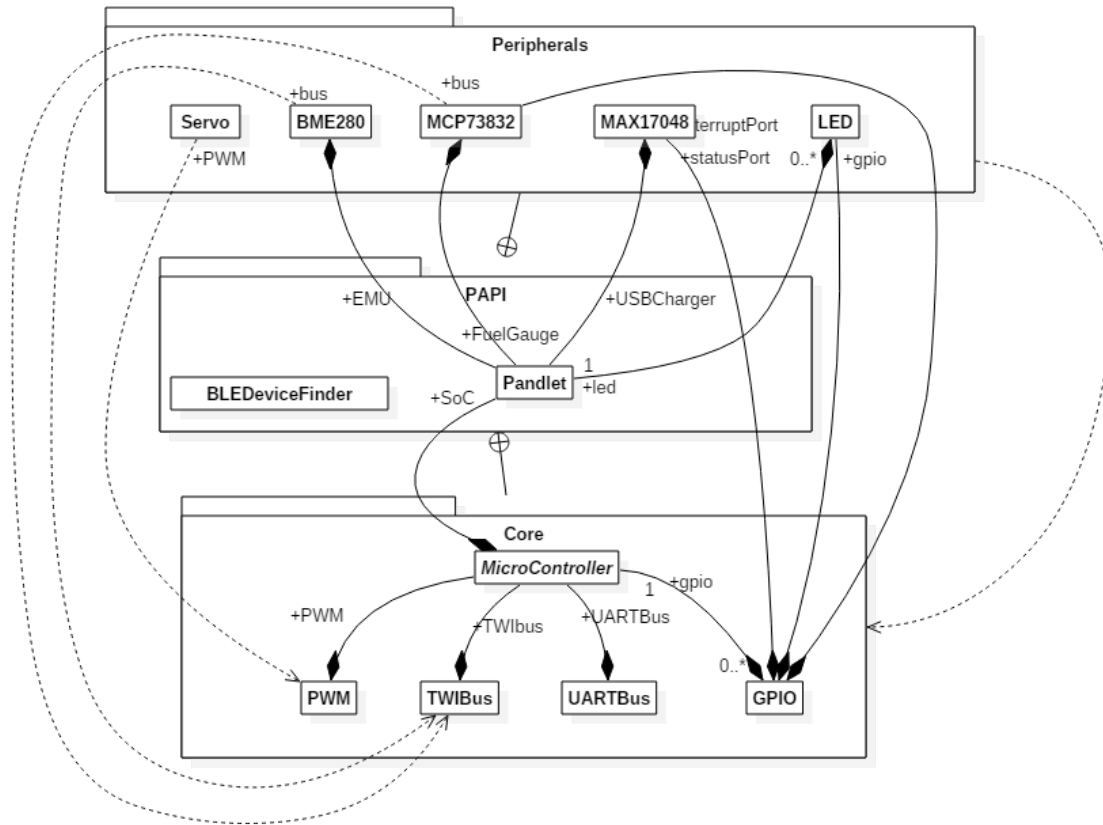 Peripherals
+bus
+bus
Servo
BME280
MCP73832
MAX17048
terruptPort
LED
+PWM
+statusPort
0..*
+gpio
PAPI
+EMU
+USBCharger
+FuelGauge
1
Pandlet
+led
BLEDeviceFinder
+SoC
Core
MicroController
+gpio
1
+PWM
+TWIbus
+UARTBus
0..*
PWM
TWIBus
UARTBus
GPIO